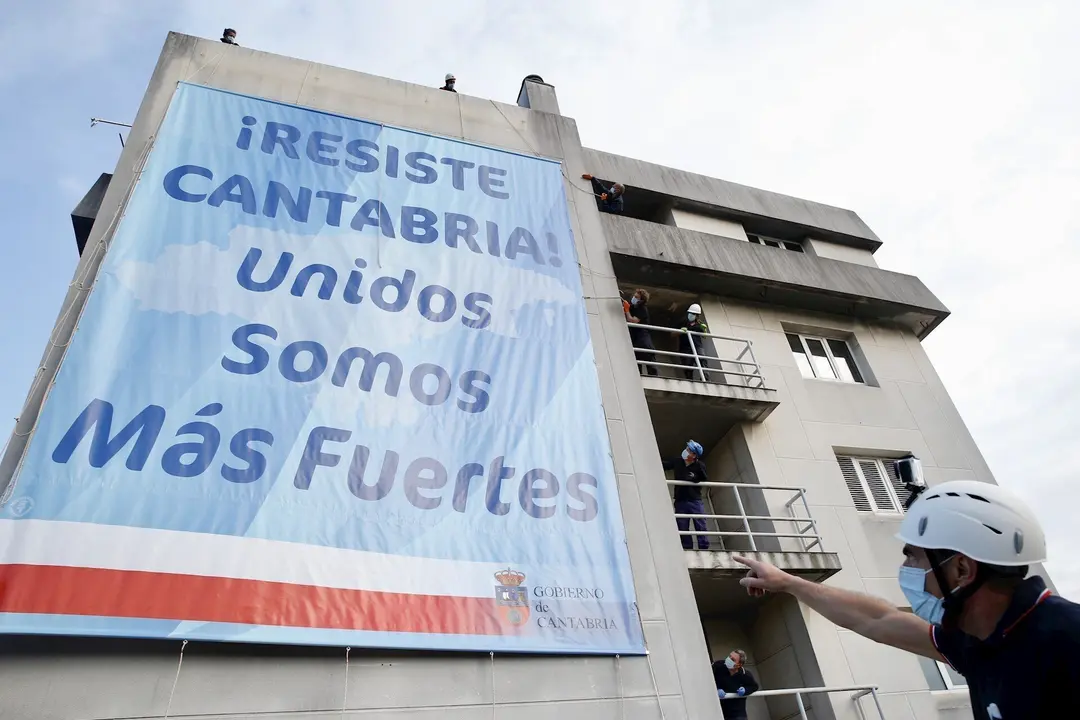 ¡RESISTE
CANTABRIA!
Unidos
Somos
Más Fuertes
GOBIERNO
de
CANTABRIA